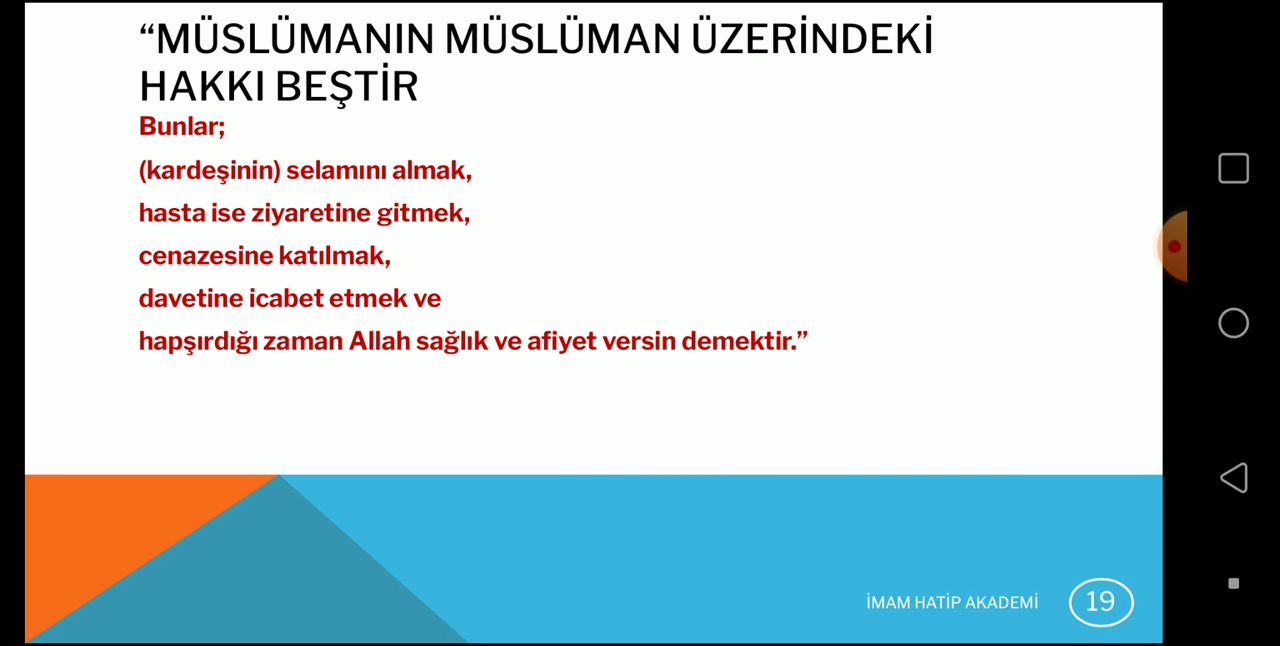 “MÜSLÜMANIN MÜSLÜMAN ÜZERİNDEKİ
HAKKI BEŞTİR
Bunlar;
(kardeşinin) selamını almak,
hasta ise ziyaretine gitmek,
cenazesine katılmak,
davetine icabet etmek ve
hapşırdığı zaman Allah sağlık ve afiyet versin demektir.”
İMAM HATİP AKADEMİ
19